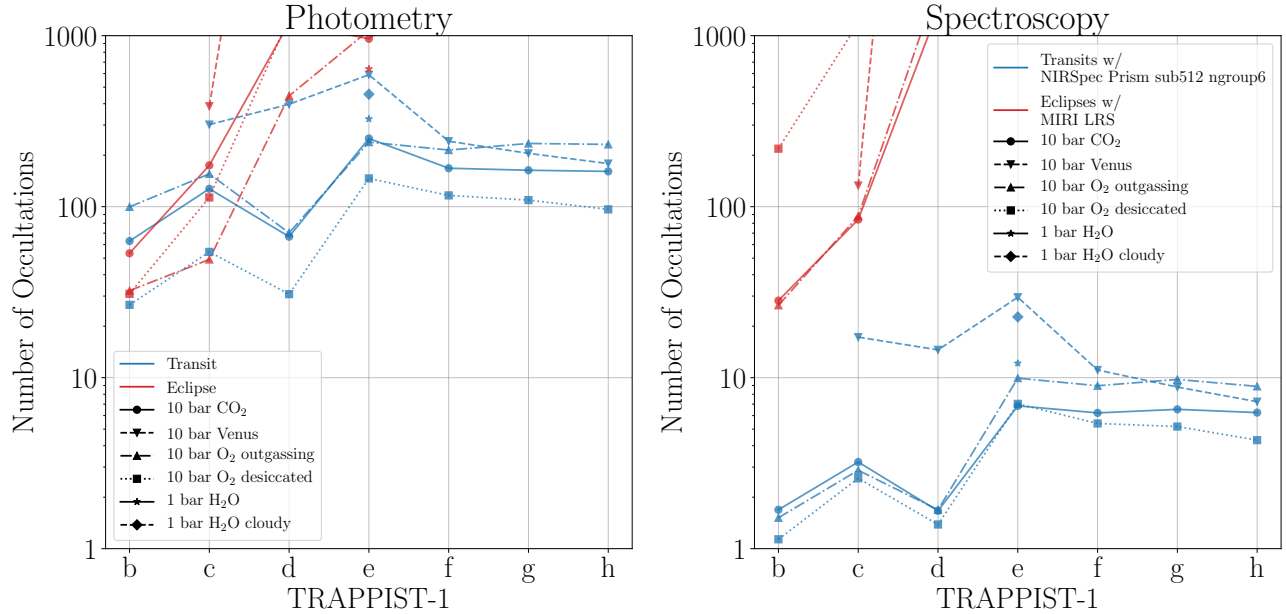 Photometry
Number of Occultations
1000
100
10
1
Transit
Eclipse
10 bar CO₂
10 bar Venus
10 bar O₂ outgassing
10 bar O₂ desiccated
1 bar H₂O
1 bar H₂O cloudy
b c d e f g h
TRAPPIST-1
Spectroscopy
Number of Occultations
1000
100
10
1
Transits w/
NIRSpec Prism sub512 ngroup6
Eclipses w/
MIRI LRS
10 bar CO₂
10 bar Venus
10 bar O₂ outgassing
10 bar O₂ desiccated
1 bar H₂O
1 bar H₂O cloudy
b c d e f g h
TRAPPIST-1